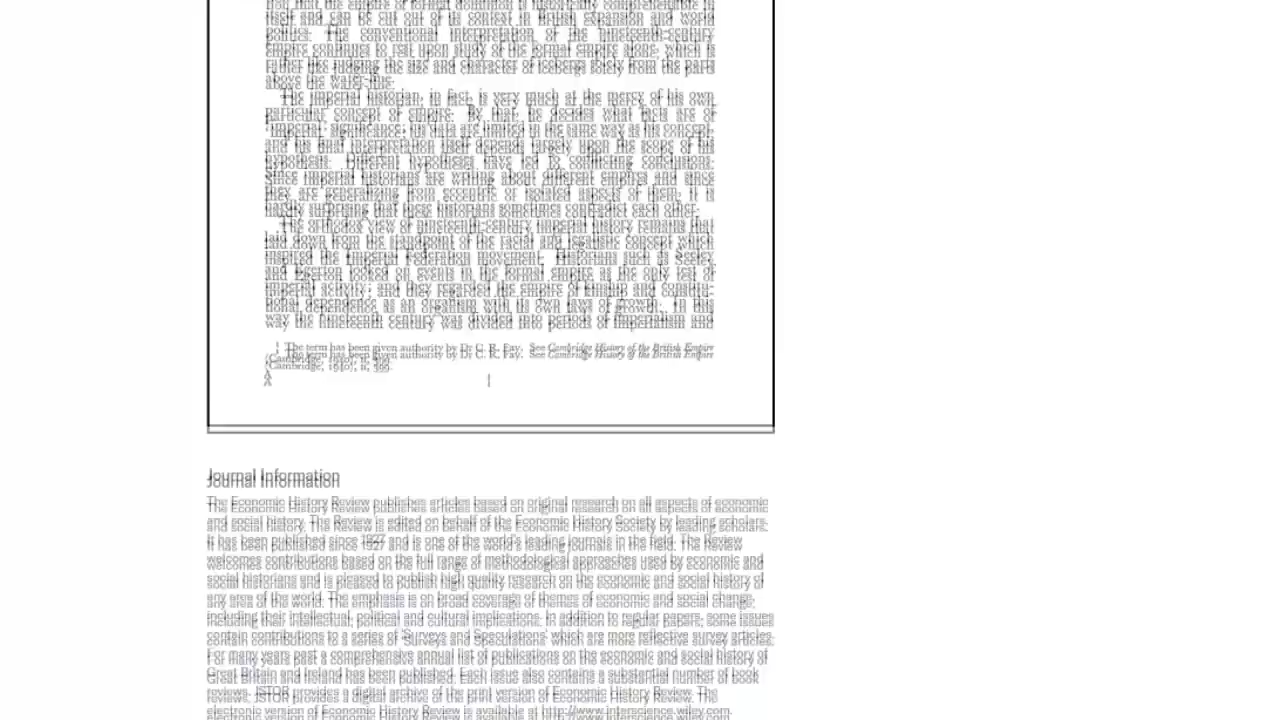 tion that the empire of formal dominion is historically comprehensible in
itself and can be cut out of its context in British expansion and world
politics. The conventional interpretation of the nineteenth-century
empire continues to rest upon study of the formal empire alone, which is
rather like judging the size and character of icebergs solely from the parts
above the water-line.
The imperial historian, in fact, is very much at the mercy of his own
particular concept of empire. By that, he decides what facts are of
'imperial' significance; his data are limited in the same way as his concept,
and his final interpretation itself depends largely upon the scope of his
hypothesis. Different hypotheses have led to conflicting conclusions.
Since imperial historians are writing about different empires and since
they are generalizing from eccentric or isolated aspects of them, it is
hardly surprising that these historians sometimes contradict each other.
The orthodox view of nineteenth-century imperial history remains that
laid down from the standpoint of the racial and legalistic concept which
inspired the Imperial Federation movement. Historians such as Seeley
and Egerton looked on events in the formal empire as the only test of
imperial activity; and they regarded the empire of kinship and constitu-
tional dependence as an organism with its own laws of growth. In this
way the nineteenth century was divided into periods of imperialism and
1 The term has been given authority by Dr C. R. Fay. See Cambridge History of the British Empire
(Cambridge, 1940), II, 399.
A 1
Journal Information
The Economic History Review publishes articles based on original research on all aspects of economic
and social history. The Review is edited on behalf of the Economic History Society by leading scholars.
It has been published since 1927 and is one of the world's leading journals in the field. The Review
welcomes contributions based on the full range of methodological approaches used by economic and
social historians and is pleased to publish high quality research on the economic and social history of
any area of the world. The emphasis is on broad coverage of themes of economic and social change,
including their intellectual, political and cultural implications. In addition to regular papers, some issues
contain contributions to a series of 'Surveys and Speculations' which are more reflective survey articles.
For many years past a comprehensive annual list of publications on the economic and social history of
Great Britain and Ireland has been published. Each issue also contains a substantial number of book
reviews. JSTOR provides a digital archive of the print version of Economic History Review. The
electronic version of Economic History Review is available at http://www.interscience.wiley.com.